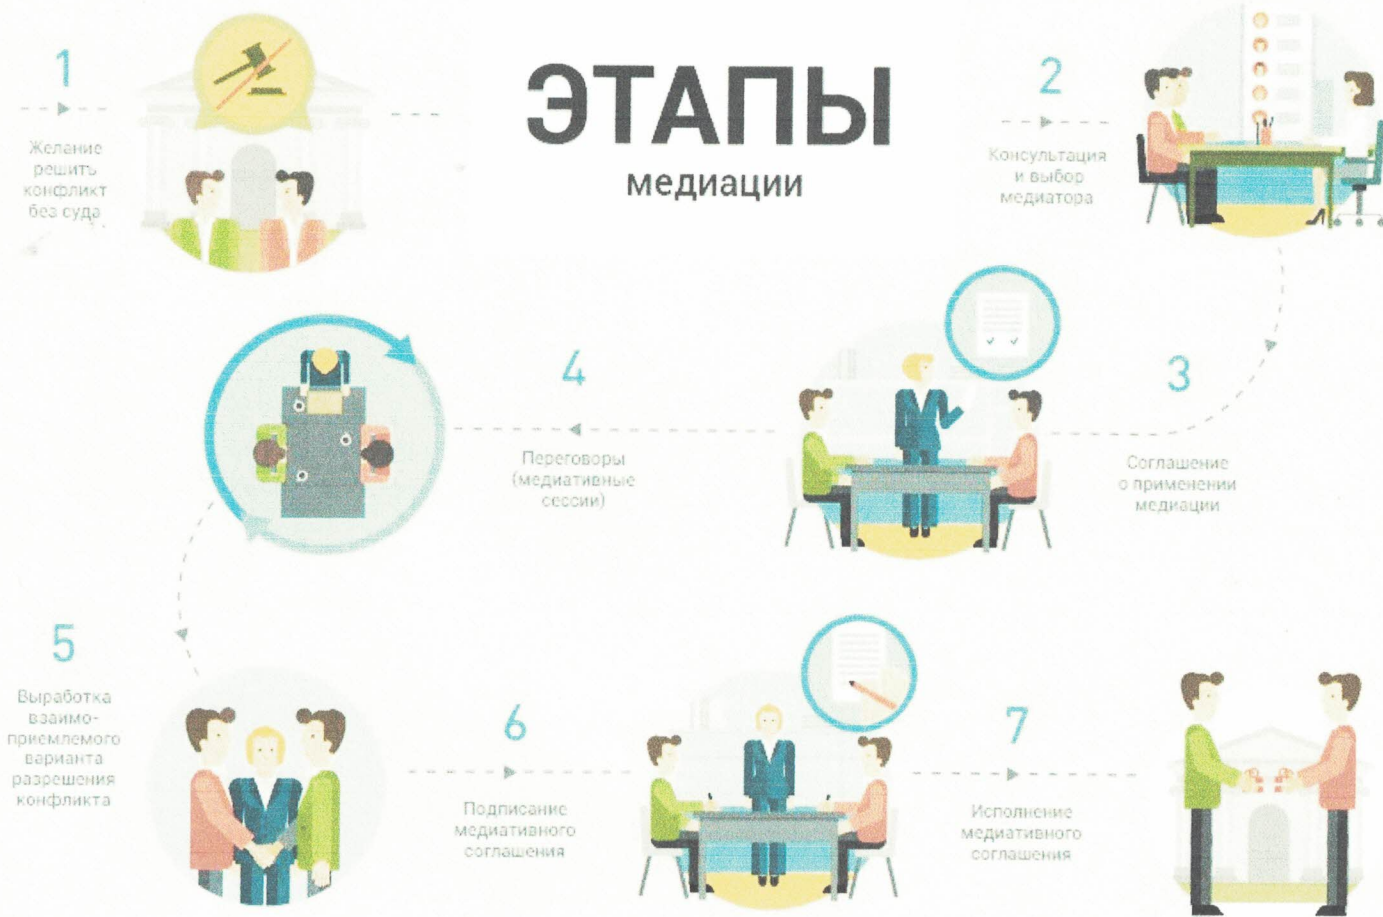 ЭТАПЫ
медиации
1
Желание
решить
конфликт
без суда
2
Консультация
и выбор
медиатора
3
Соглашение
о применении
медиации
4
Переговоры
(медиативные
сессии)
5
Выработка
взаимо-
приемлемого
варианта
разрешения
конфликта
6
Подписание
медиативного
соглашения
7
Исполнение
медиативного
соглашения